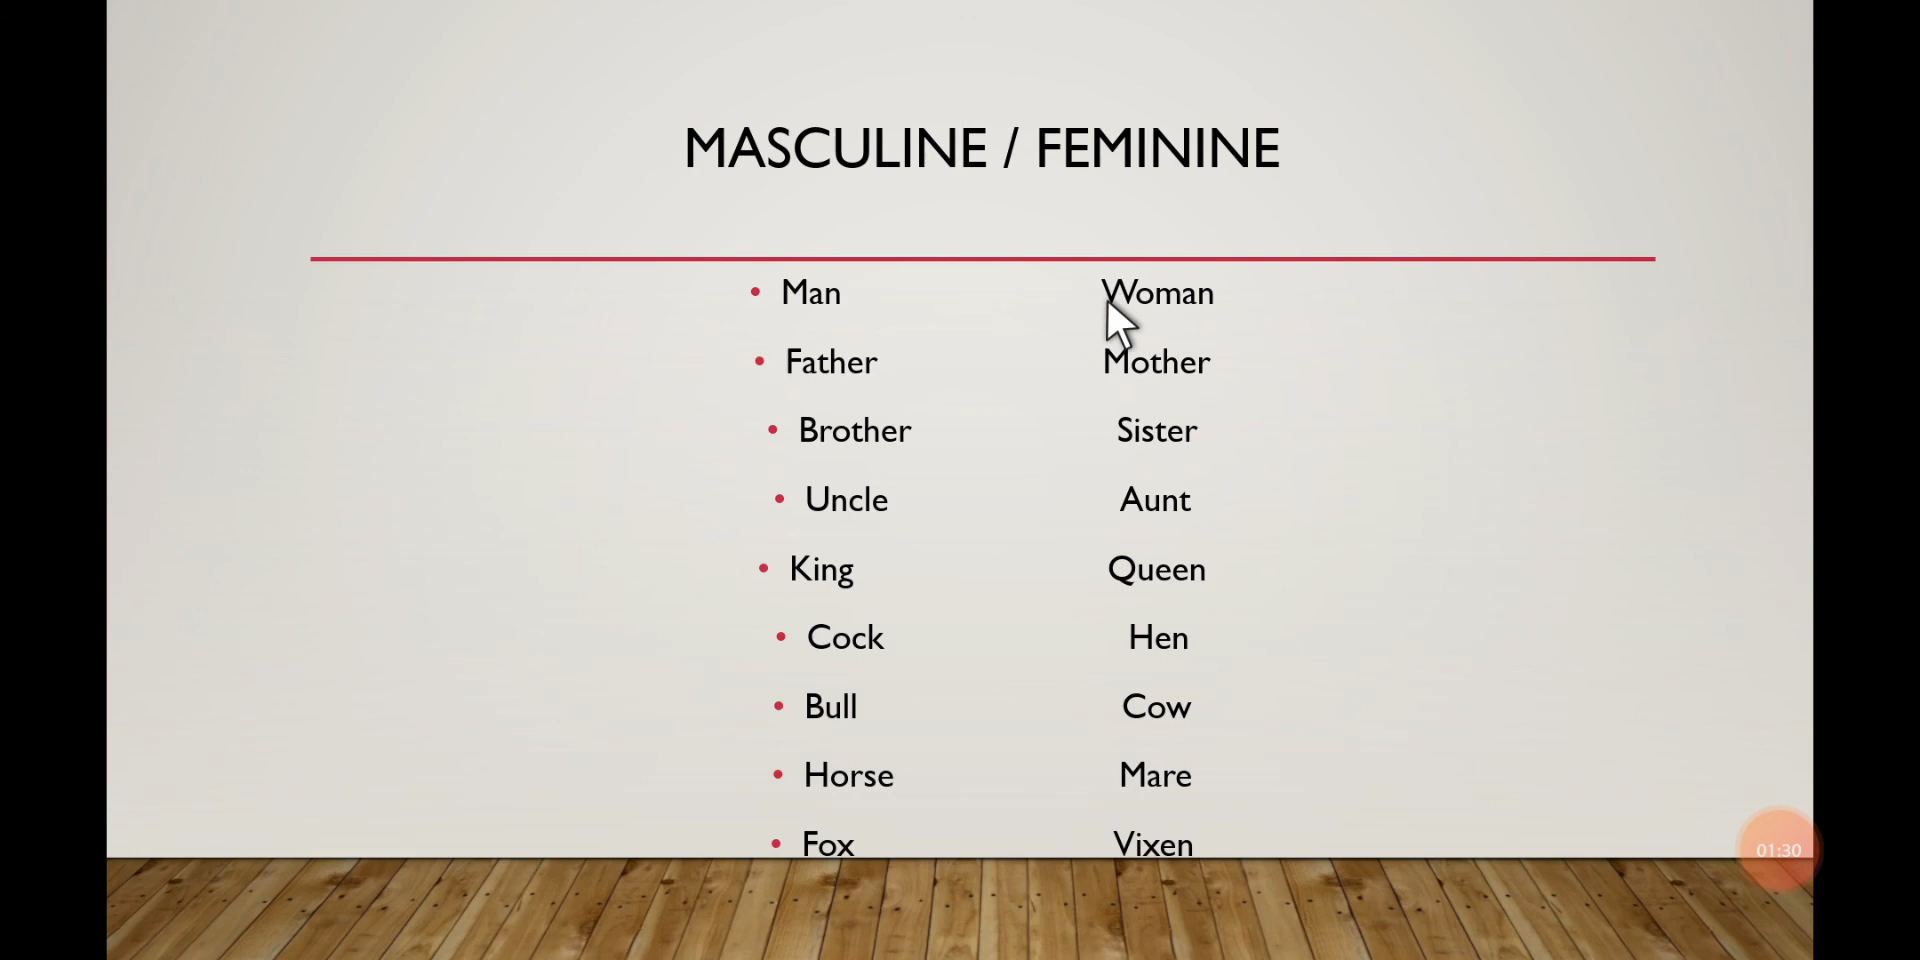 MASCULINE / FEMININE
• Man Woman
• Father Mother
• Brother Sister
• Uncle Aunt
• King Queen
• Cock Hen
• Bull Cow
• Horse Mare
• Fox Vixen
01:30